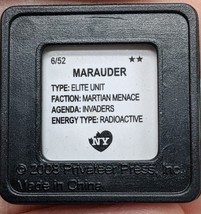 6/52 ★★
MARAUDER
TYPE: ELITE UNIT
FACTION: MARTIAN MENACE
AGENDA: INVADERS
ENERGY TYPE: RADIOACTIVE
NY
© 2008 Privateer Press, Inc.
Made in China